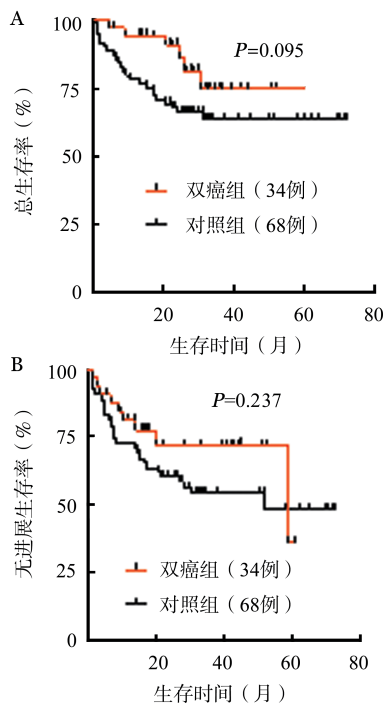 A
100
P=0.095
75
总生存率（%）
50
双癌组（34例）
25
对照组（68例）
0
20
40
60
80
生存时间（月）
B
100
P=0.237
75
无进展生存率（%）
50
25
双癌组（34例）
对照组（68例）
0
20
40
60
80
生存时间（月）